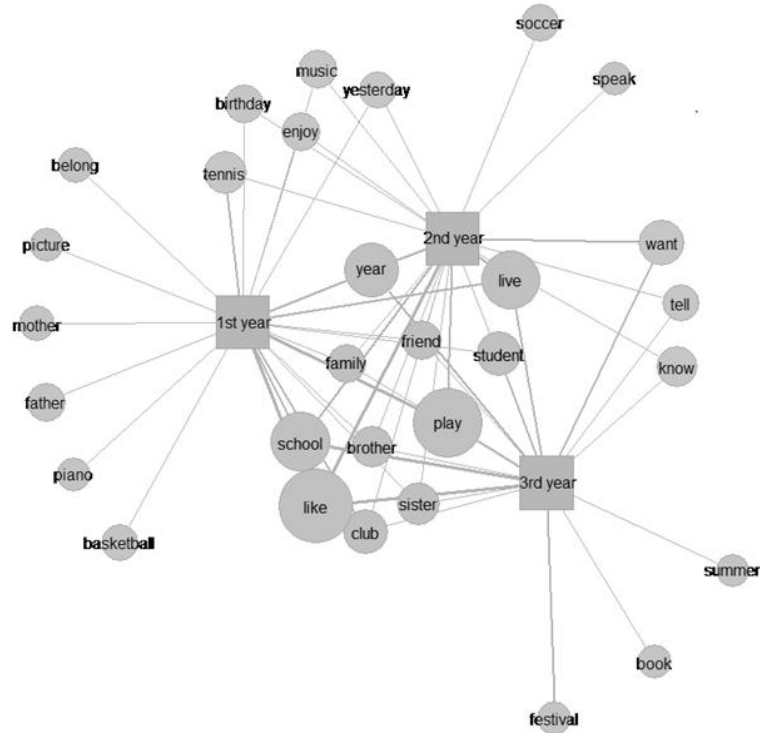 soccer
music
speak
yesterday
birthday
enjoy
belong
tennis
2nd year
want
picture
year
live
tell
mother
1st year
friend
student
family
know
father
play
school
brother
piano
3rd year
like
sister
club
basketball
summer
book
festival